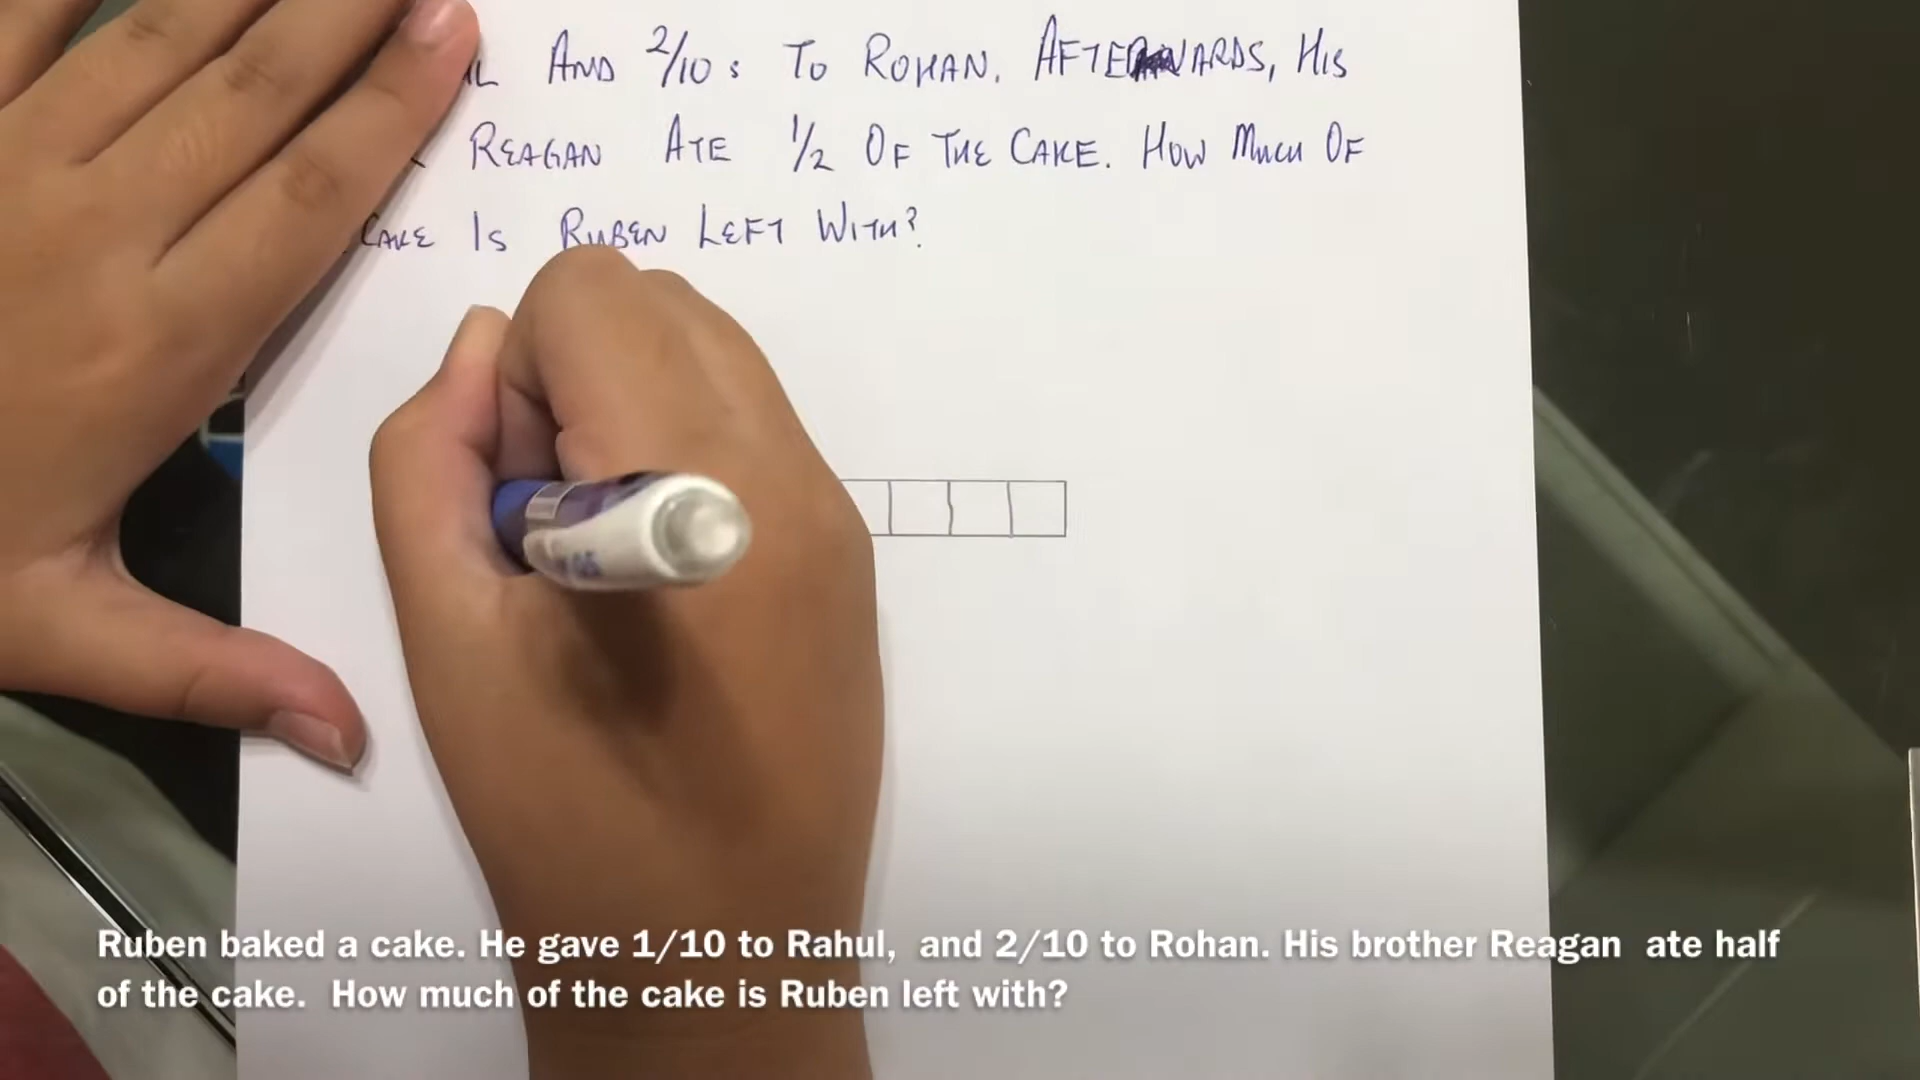 AND 2/10s TO ROHAN. AFTERWARDS, HIS
REAGAN ATE 1/2 OF THE CAKE. HOW MUCH OF
CAKE IS RUBEN LEFT WITH?
Ruben baked a cake. He gave 1/10 to Rahul, and 2/10 to Rohan. His brother Reagan ate half
of the cake. How much of the cake is Ruben left with?